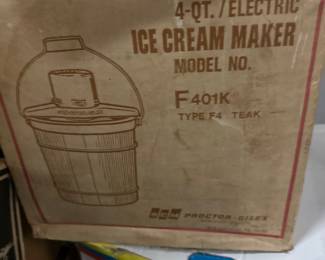 4-QT./ELECTRIC
ICE CREAM MAKER
MODEL NO.
F401K
TYPE F4 TEAK
PROCTOR-SILEX